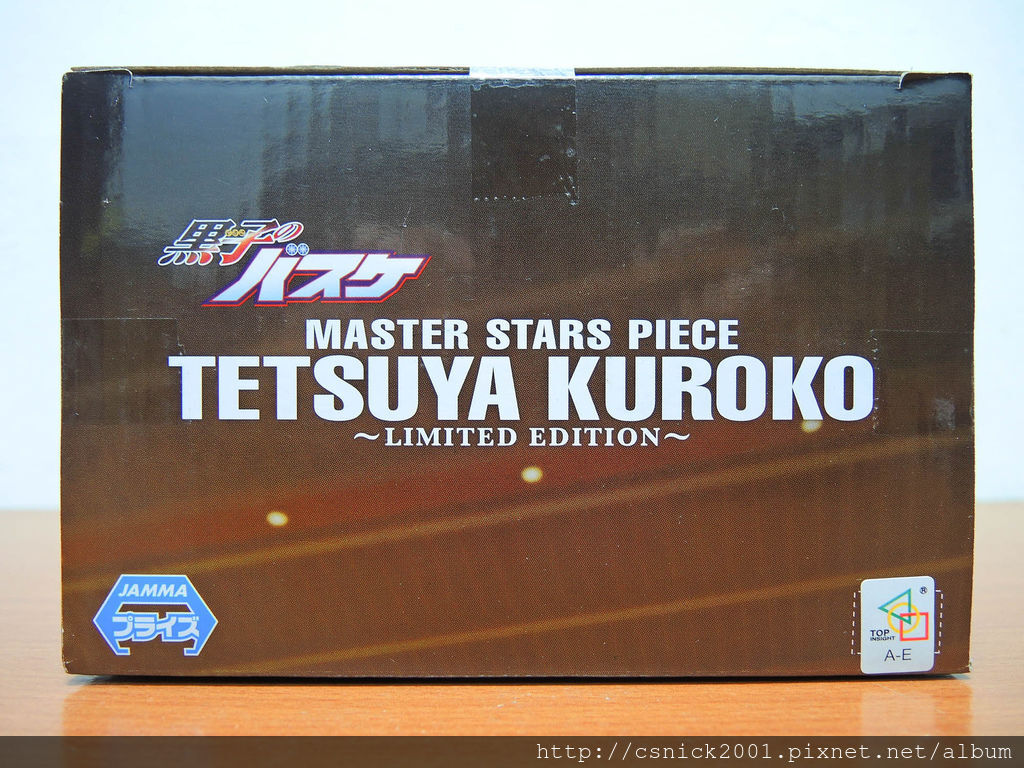 黒子の
バスケ
MASTER STARS PIECE
TETSUYA KUROKO
~LIMITED EDITION~
JAMMA
プライズ
®
TOP
INSIGHT
A-E
http://csnick2001.pixnet.net/album